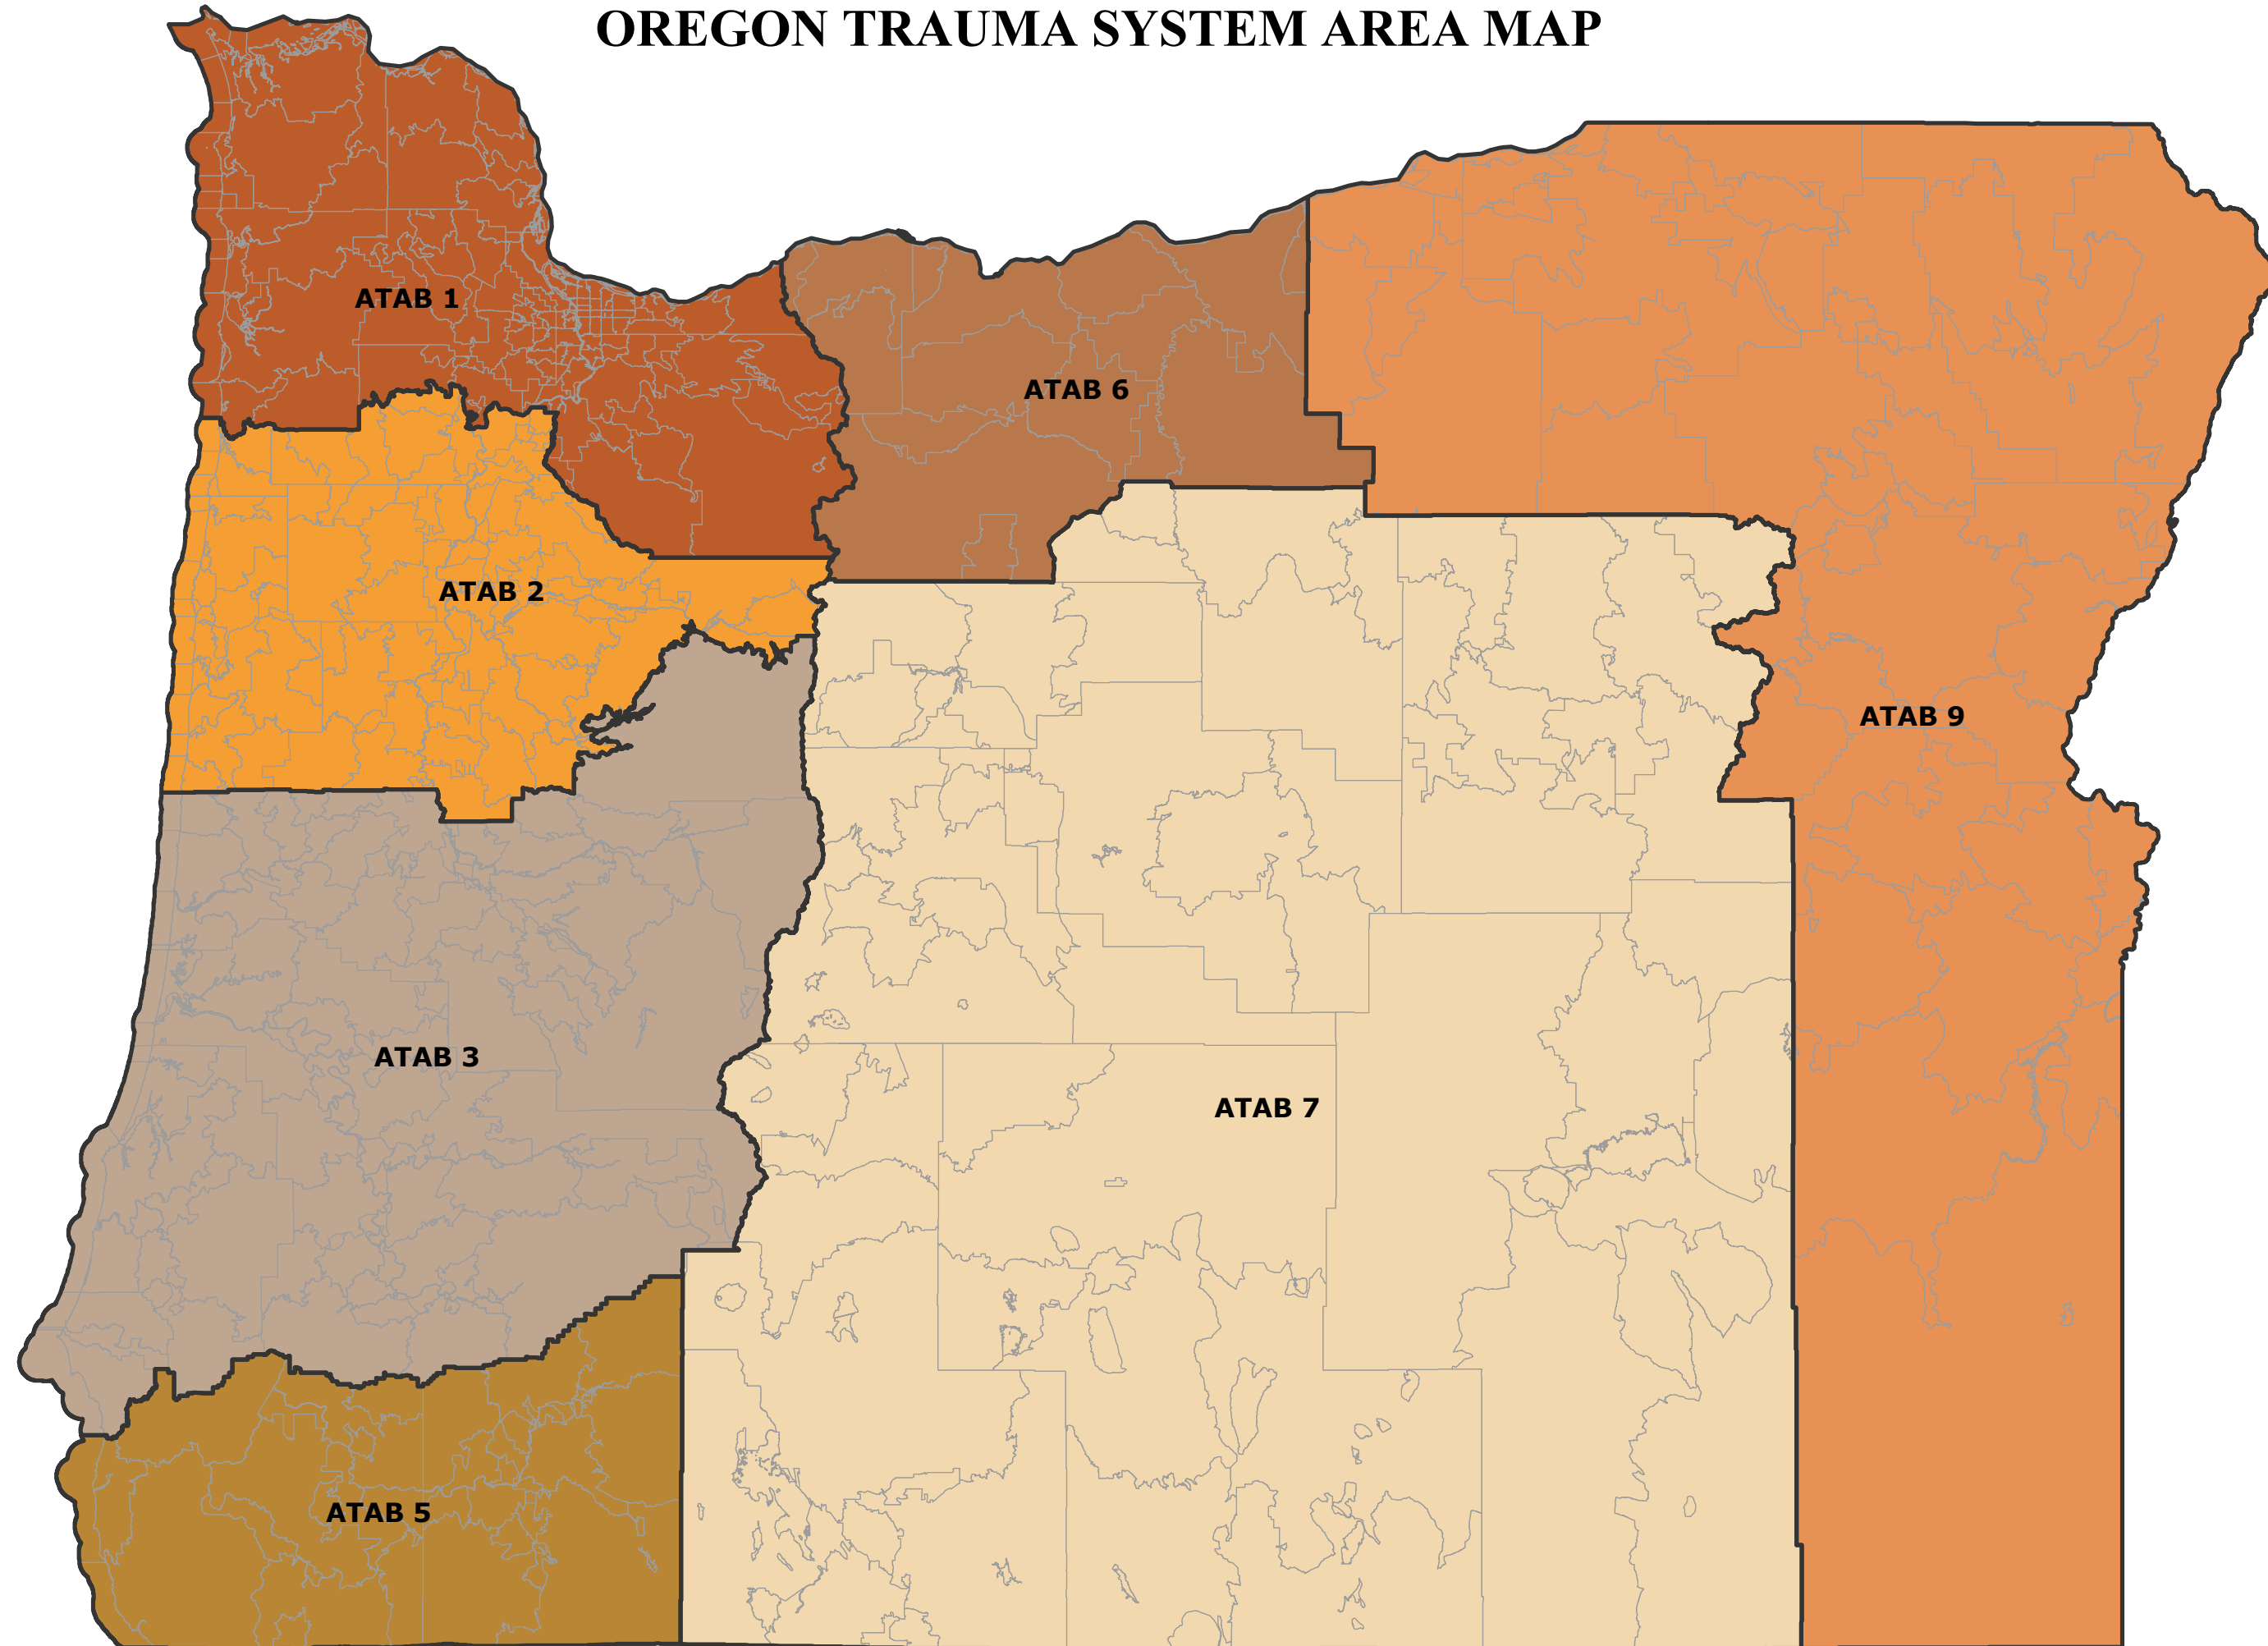 OREGON TRAUMA SYSTEM AREA MAP
ATAB 1
ATAB 6
ATAB 2
ATAB 9
ATAB 3
ATAB 7
ATAB 5